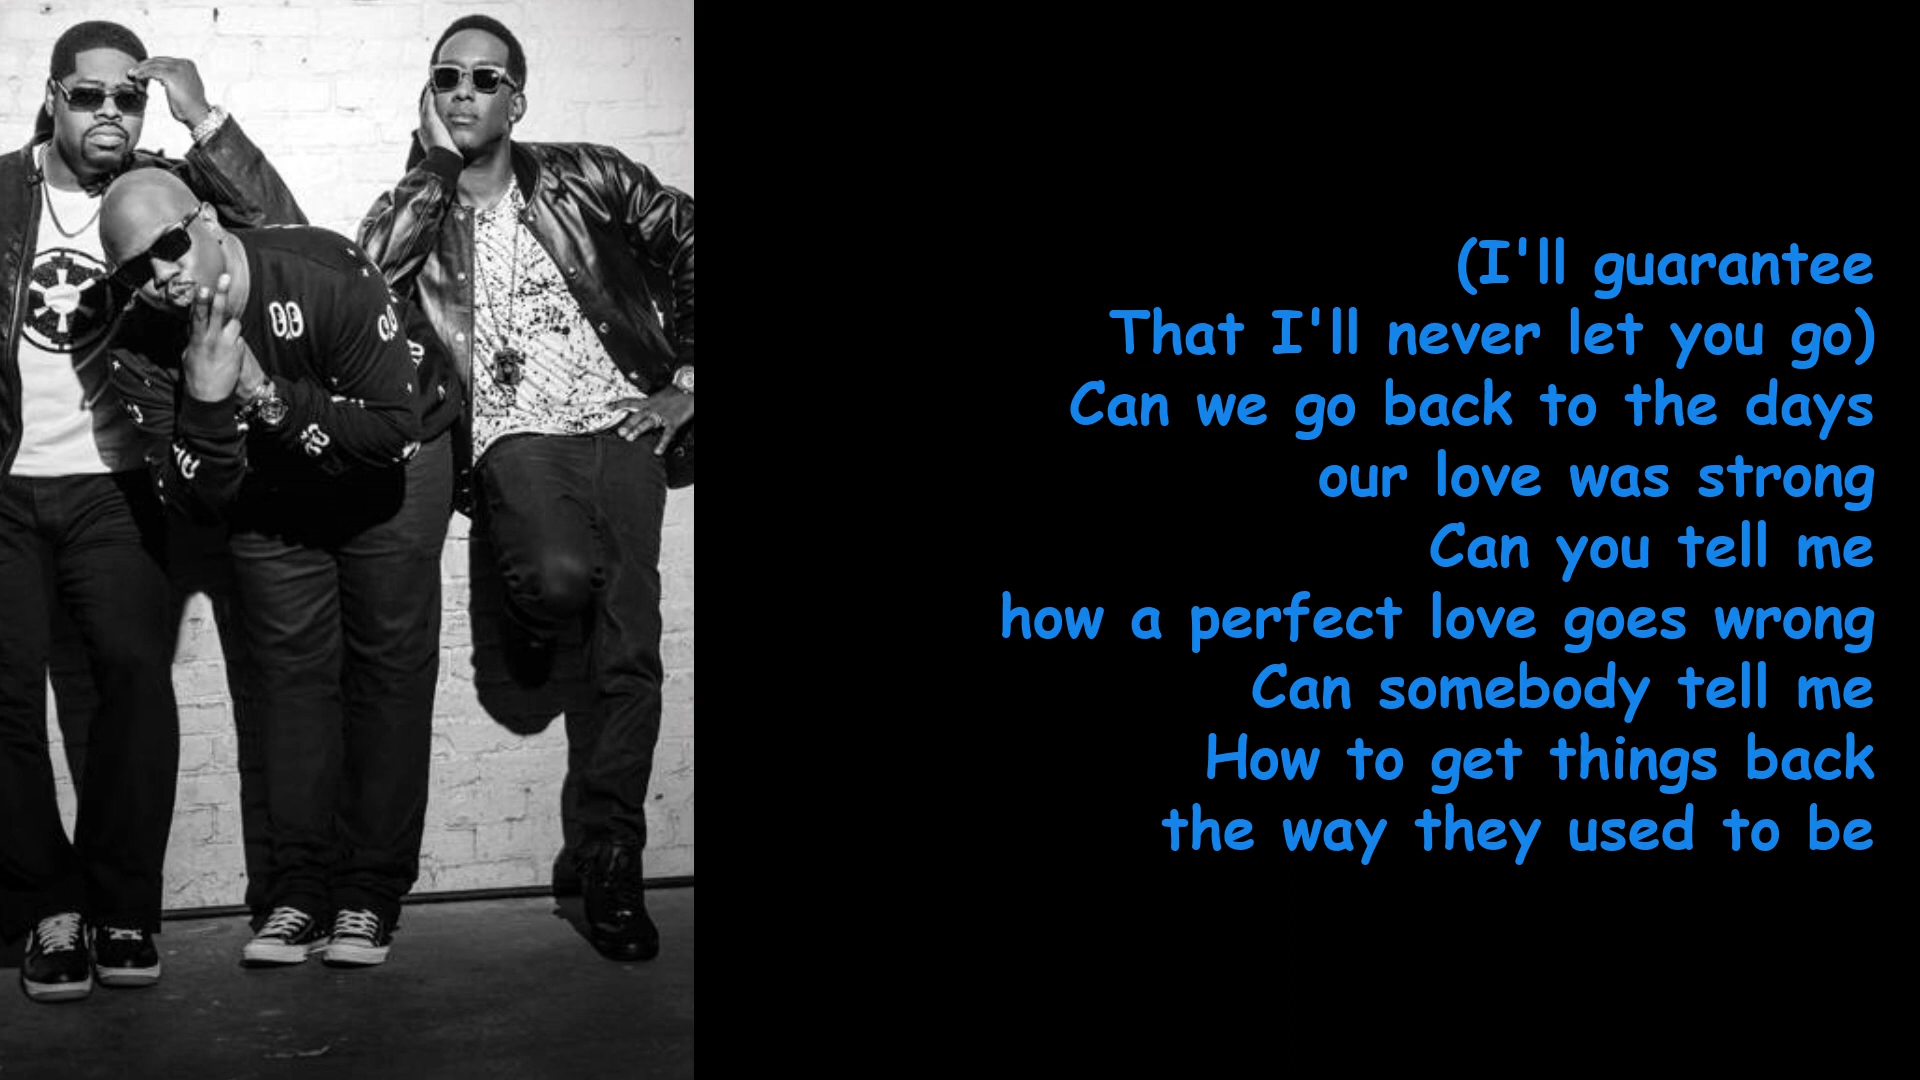 (I'll guarantee
That I'll never let you go)
Can we go back to the days
our love was strong
Can you tell me
how a perfect love goes wrong
Can somebody tell me
How to get things back
the way they used to be